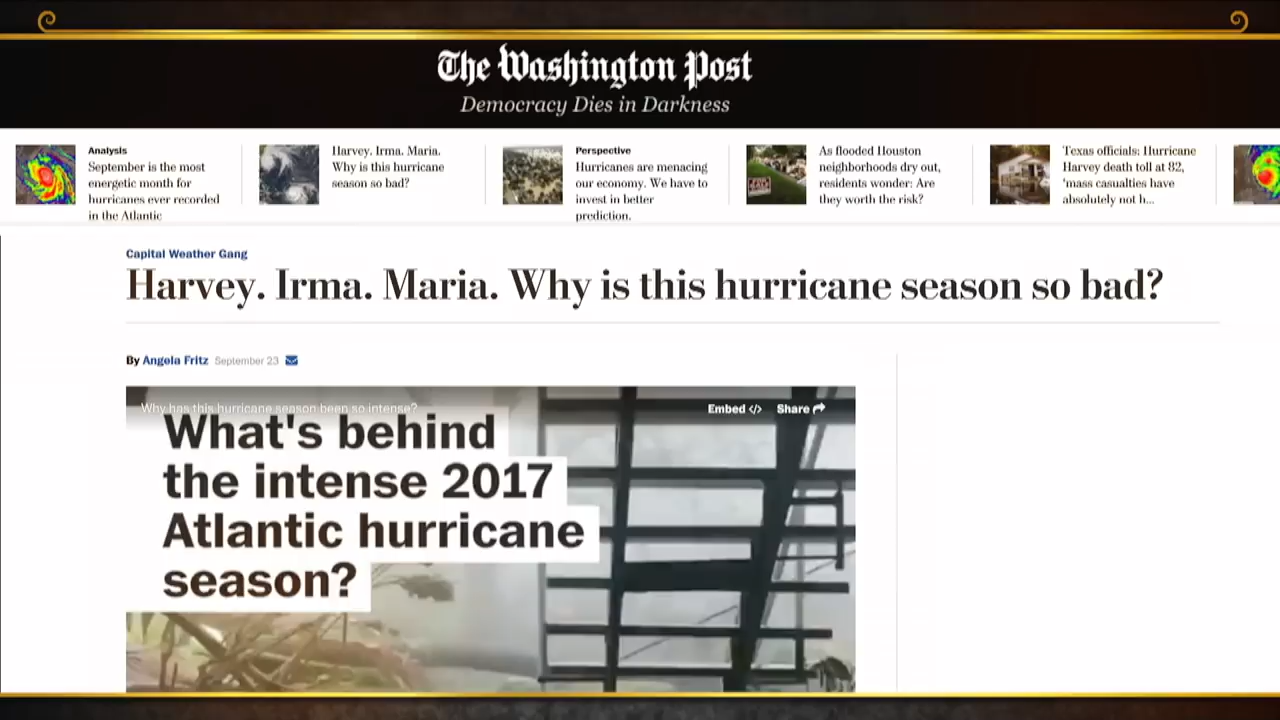 The Washington Post
Democracy Dies in Darkness
Analysis
September is the most
energetic month for
hurricanes ever recorded
in the Atlantic
Harvey. Irma. Maria.
Why is this hurricane
season so bad?
Perspective
Hurricanes are menacing
our economy. We have to
invest in better
prediction.
As flooded Houston
neighborhoods dry out,
residents wonder: Are
they worth the risk?
Texas officials: Hurricane
Harvey death toll at 82,
'mass casualties have
absolutely not h...
Capital Weather Gang
Harvey. Irma. Maria. Why is this hurricane season so bad?
By Angela Fritz September 23
Why has this hurricane season been so intense?
Embed </> Share
What's behind
the intense 2017
Atlantic hurricane
season?